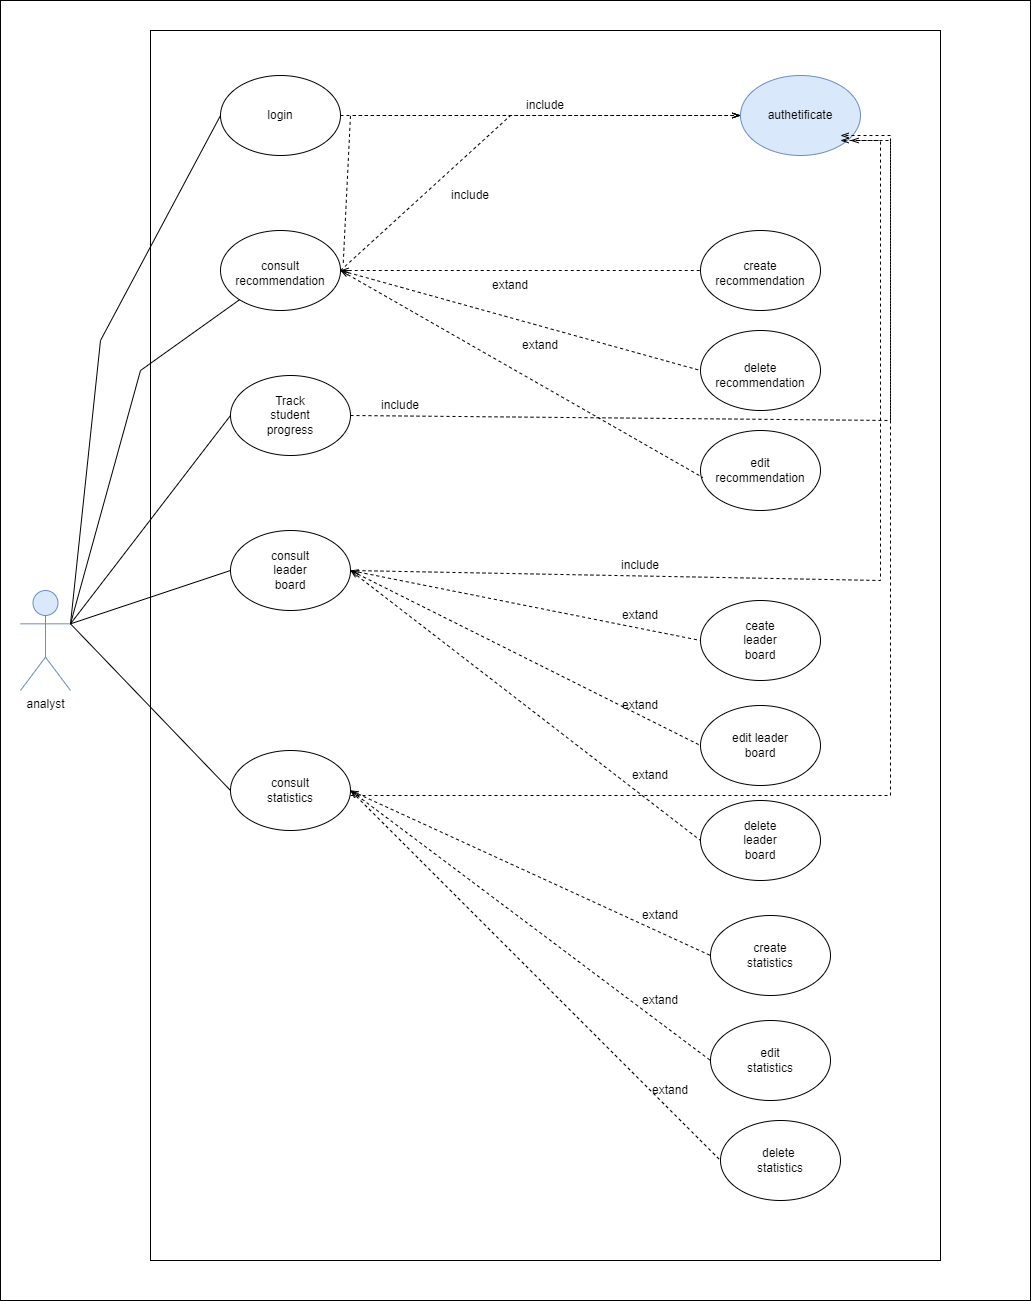 login
include
authetificate
include
consult
recommendation
create
recommendation
extand
extand
delete
recommendation
Track
student
progress
include
edit
recommendation
consult
leader
board
include
extand
ceate
leader
board
analyst
extand
edit leader
board
consult
statistics
extand
delete
leader
board
extand
create
statistics
extand
edit
statistics
extand
delete
statistics